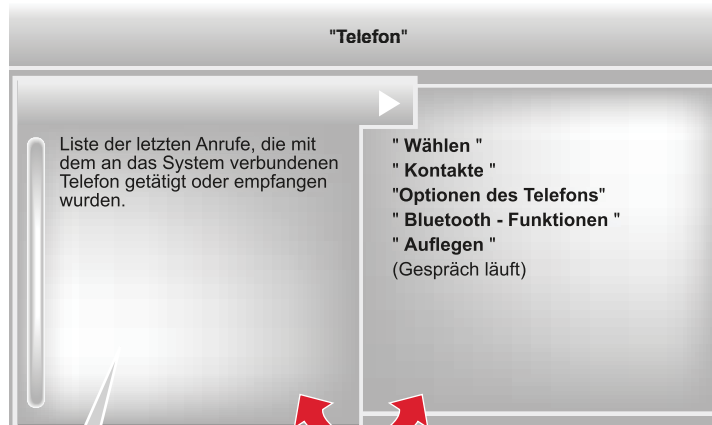 "Telefon"
Liste der letzten Anrufe, die mit
dem an das System verbundenen
Telefon getätigt oder empfangen
wurden.
" Wählen "
" Kontakte "
"Optionen des Telefons"
" Bluetooth - Funktionen "
" Auflegen "
(Gespräch läuft)